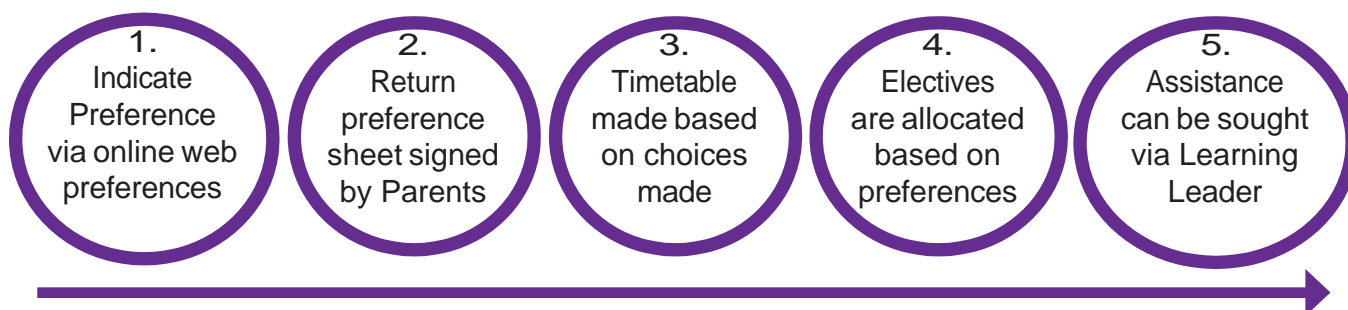 1.
Indicate
Preference
via online web
preferences
2.
Return
preference
sheet signed
by Parents
3.
Timetable
made based
on choices
made
4.
Electives
are allocated
based on
preferences
5.
Assistance
can be sought
via Learning
Leader